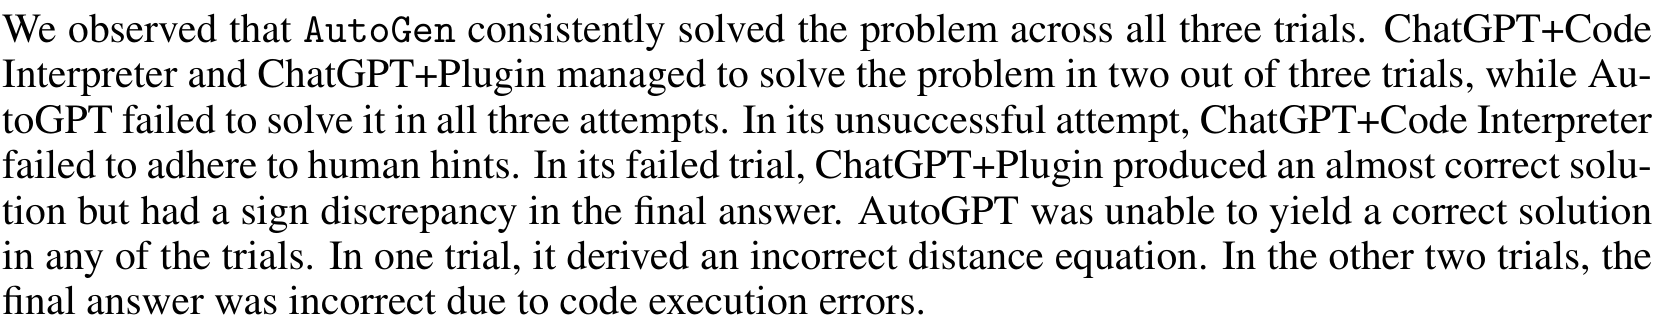 We observed that AutoGen consistently solved the problem across all three trials. ChatGPT+Code
Interpreter and ChatGPT+Plugin managed to solve the problem in two out of three trials, while Au-
toGPT failed to solve it in all three attempts. In its unsuccessful attempt, ChatGPT+Code Interpreter
failed to adhere to human hints. In its failed trial, ChatGPT+Plugin produced an almost correct solu-
tion but had a sign discrepancy in the final answer. AutoGPT was unable to yield a correct solution
in any of the trials. In one trial, it derived an incorrect distance equation. In the other two trials, the
final answer was incorrect due to code execution errors.